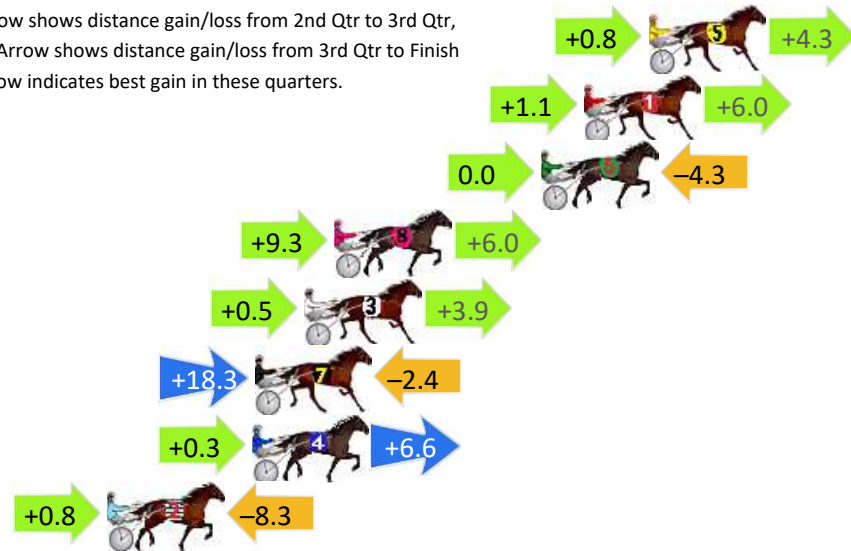 ow shows distance gain/loss from 2nd Qtr to 3rd Qtr,
Arrow shows distance gain/loss from 3rd Qtr to Finish
ow indicates best gain in these quarters.
+0.8 5 +4.3
+1.1 1 +6.0
0.0 6 –4.3
+9.3 8 +6.0
+0.5 3 +3.9
+18.3 7 –2.4
+0.3 4 +6.6
+0.8 2 –8.3